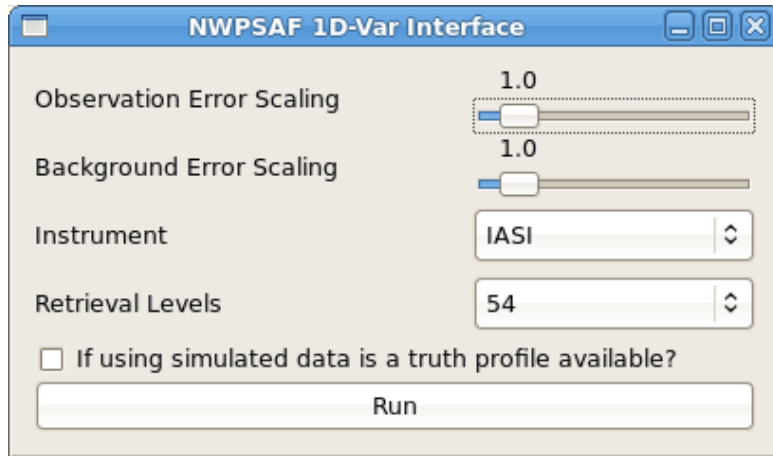 NWPSAF 1D-Var Interface
1.0
Observation Error Scaling
1.0
Background Error Scaling
Instrument IASI
Retrieval Levels 54
If using simulated data is a truth profile available?
Run